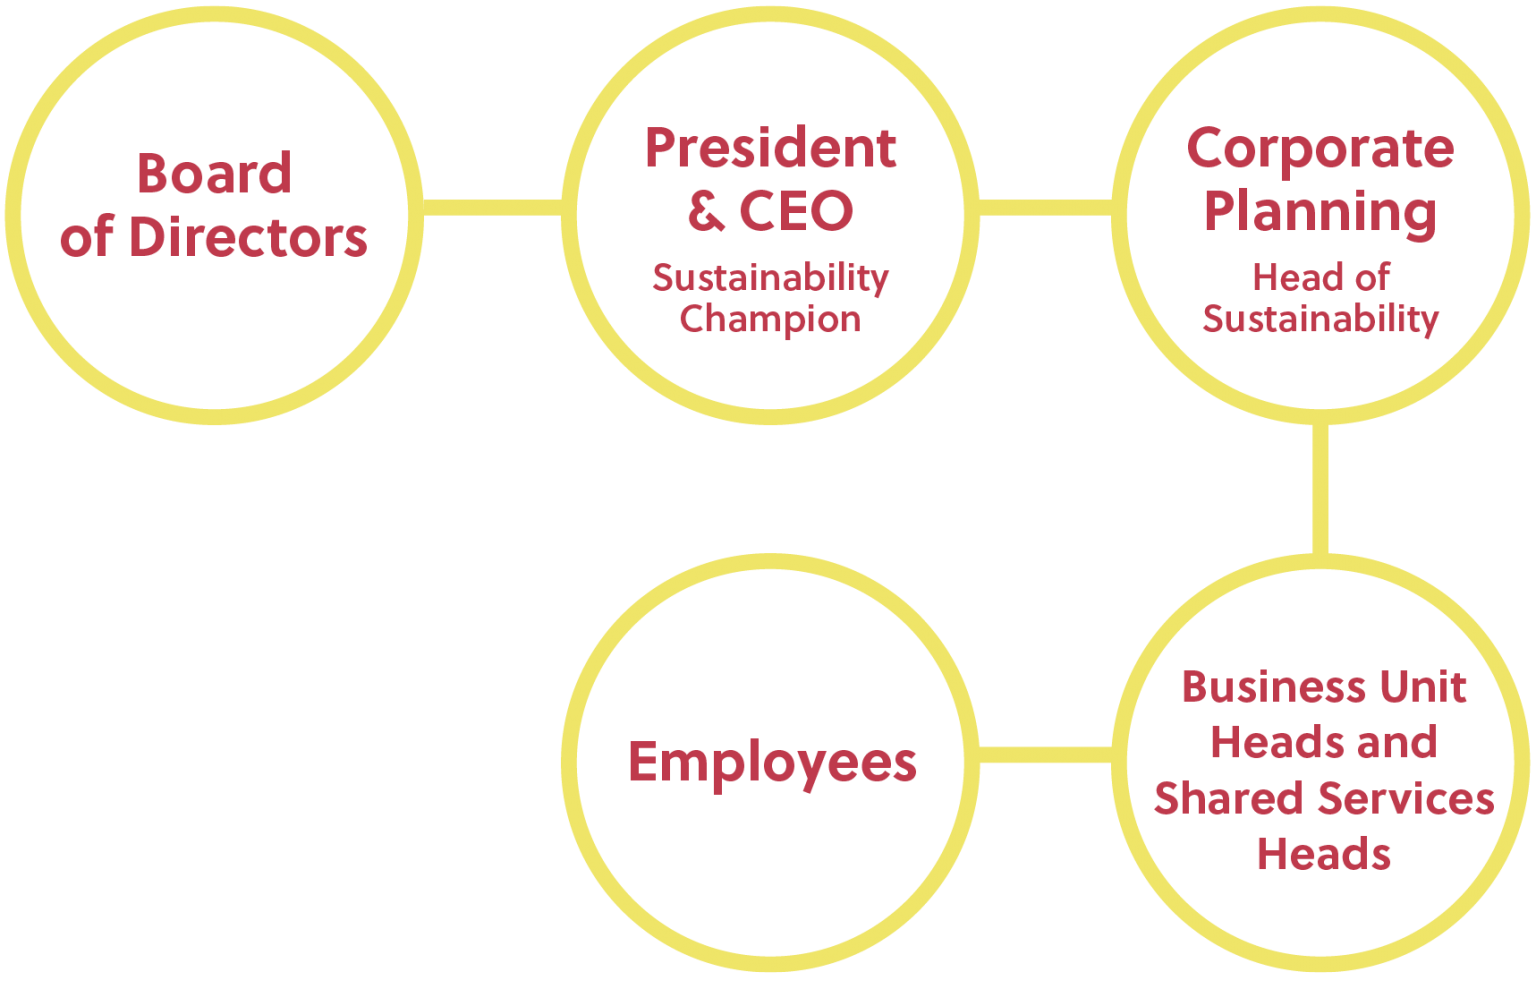 Board
of Directors
President
& CEO
Sustainability
Champion
Corporate
Planning
Head of
Sustainability
Employees
Business Unit
Heads and
Shared Services
Heads